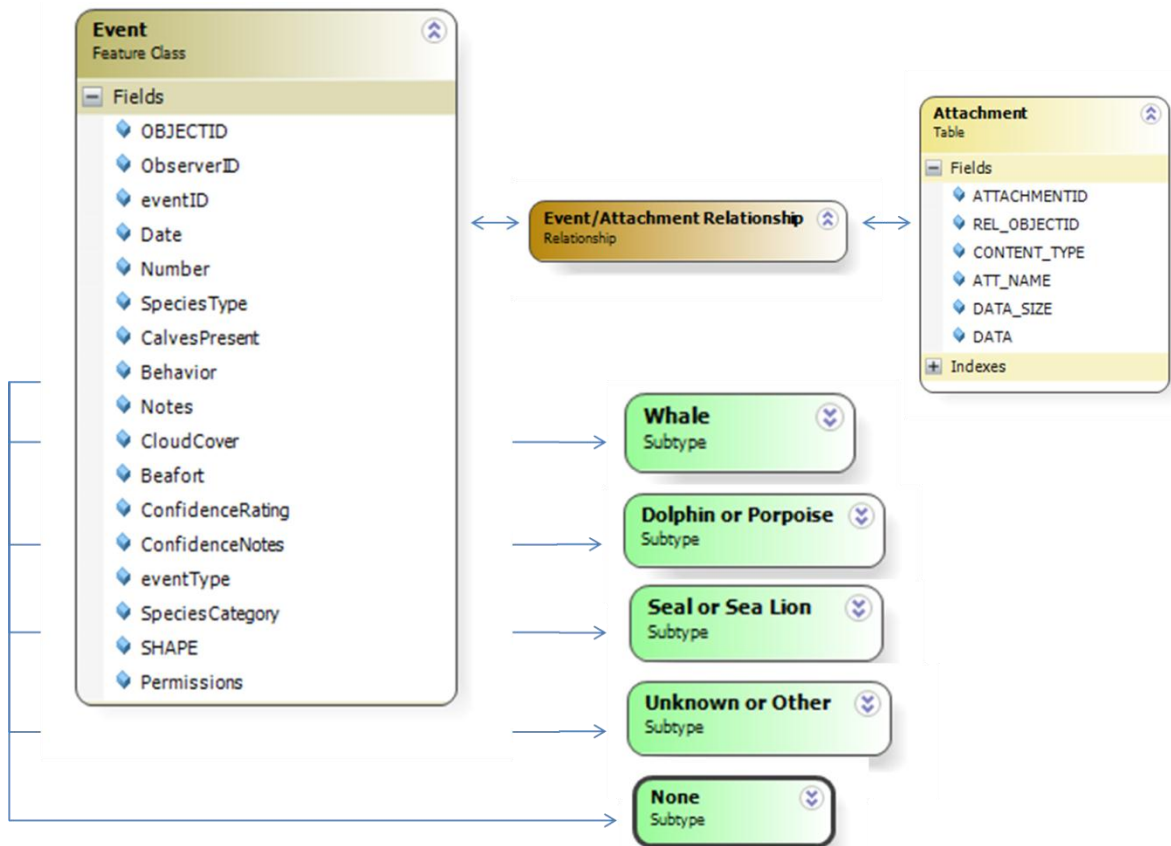 Event
Feature Class
Fields
OBJECTID
ObserverID
eventID
Date
Number
SpeciesType
CalvesPresent
Behavior
Notes
CloudCover
Beafort
ConfidenceRating
ConfidenceNotes
eventType
SpeciesCategory
SHAPE
Permissions
Event/Attachment Relationship
Relationship
Attachment
Table
Fields
ATTACHMENTID
REL_OBJECTID
CONTENT_TYPE
ATT_NAME
DATA_SIZE
DATA
Indexes
Whale
Subtype
Dolphin or Porpoise
Subtype
Seal or Sea Lion
Subtype
Unknown or Other
Subtype
None
Subtype